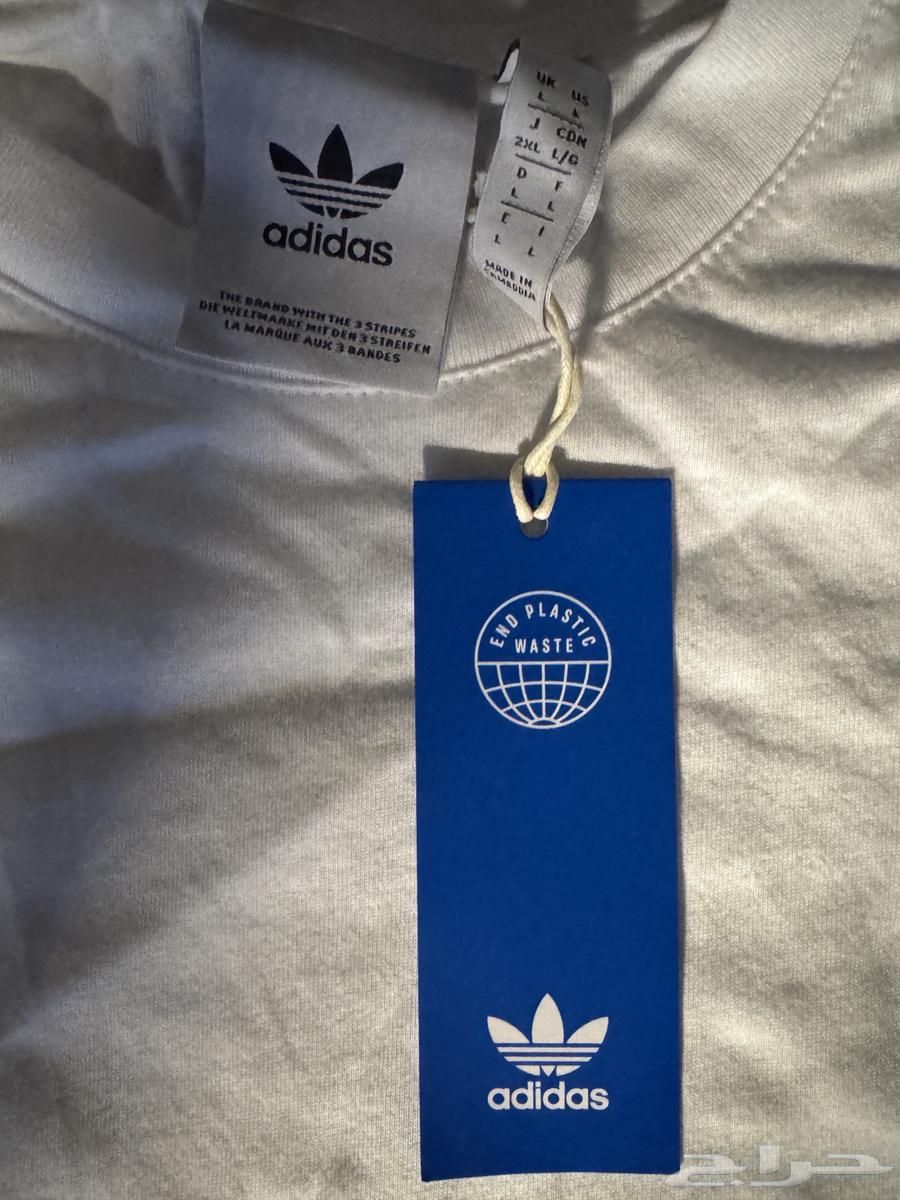 adidas
THE BRAND WITH THE 3 STRIPES
DIE WELTMARKE MIT DEN 3 STREIFEN
LA MARQUE AUX 3 BANDES
UK US
L L
J CDN
2XL L/G
D F
L L
E I
L L
MADE IN
CAMBODIA
END PLASTIC
WASTE
adidas
حراج